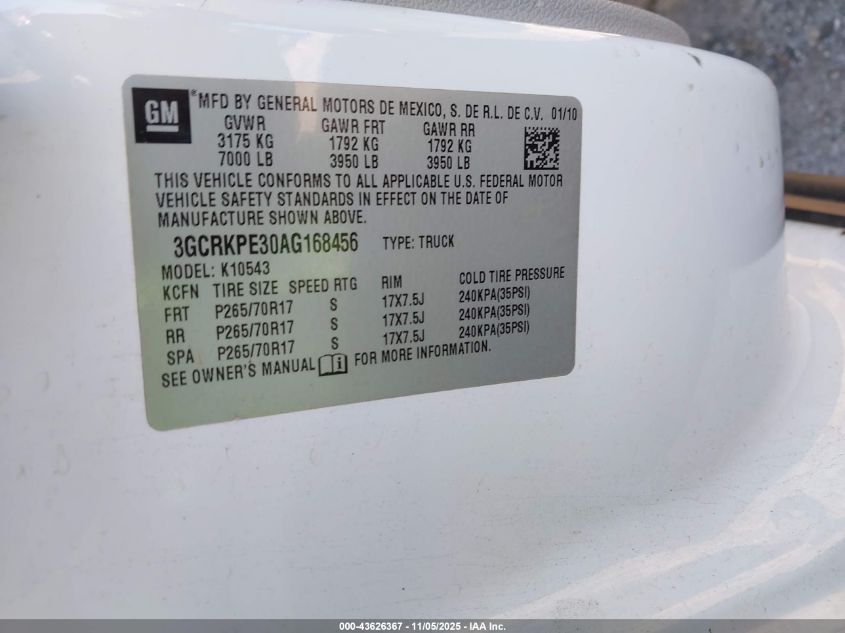 GM
*MFD BY GENERAL MOTORS DE MEXICO, S. DE R.L. DE C.V. 01/10
GVWR GAWR FRT GAWR RR
3175 KG 1792 KG 1792 KG
7000 LB 3950 LB 3950 LB
THIS VEHICLE CONFORMS TO ALL APPLICABLE U.S. FEDERAL MOTOR
VEHICLE SAFETY STANDARDS IN EFFECT ON THE DATE OF
MANUFACTURE SHOWN ABOVE.
3GCRKPE30AG168456 TYPE: TRUCK
MODEL: K10543
KCFN TIRE SIZE SPEED RTG RIM COLD TIRE PRESSURE
FRT P265/70R17 S 17X7.5J 240KPA(35PSI)
RR P265/70R17 S 17X7.5J 240KPA(35PSI)
SPA P265/70R17 S 17X7.5J 240KPA(35PSI)
SEE OWNER'S MANUAL FOR MORE INFORMATION.
000-43626367 - 11/05/2025 - IAA Inc.